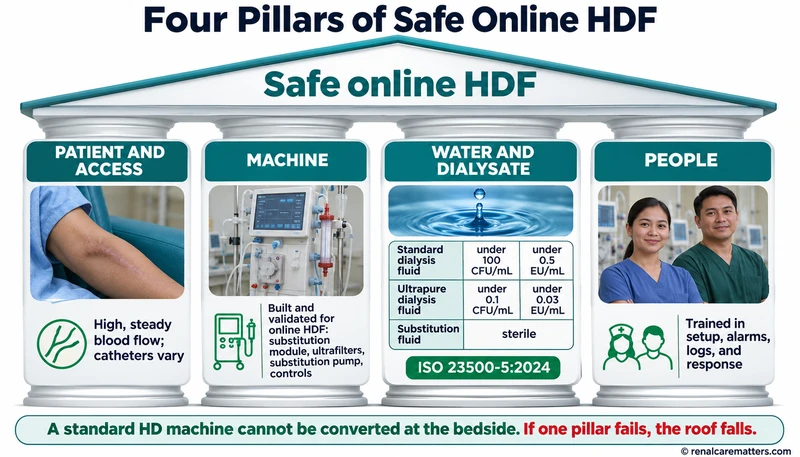 Four Pillars of Safe Online HDF
Safe online HDF
PATIENT AND
ACCESS
High, steady
blood flow;
catheters vary
MACHINE
Built and
validated for
online HDF:
substitution
module, ultrafilters,
substitution pump,
controls
WATER AND
DIALYSATE
Standard
dialysis
fluid
under
100
CFU/mL
under
0.5
EU/mL
Ultrapure
dialysis
fluid
under
0.1
CFU/mL
under
0.03
EU/mL
Substitution
fluid
sterile
ISO 23500-5:2024
PEOPLE
Trained in
setup, alarms,
logs, and
response
A standard HD machine cannot be converted at the bedside. If one pillar fails, the roof falls.
© renalcarematters.com